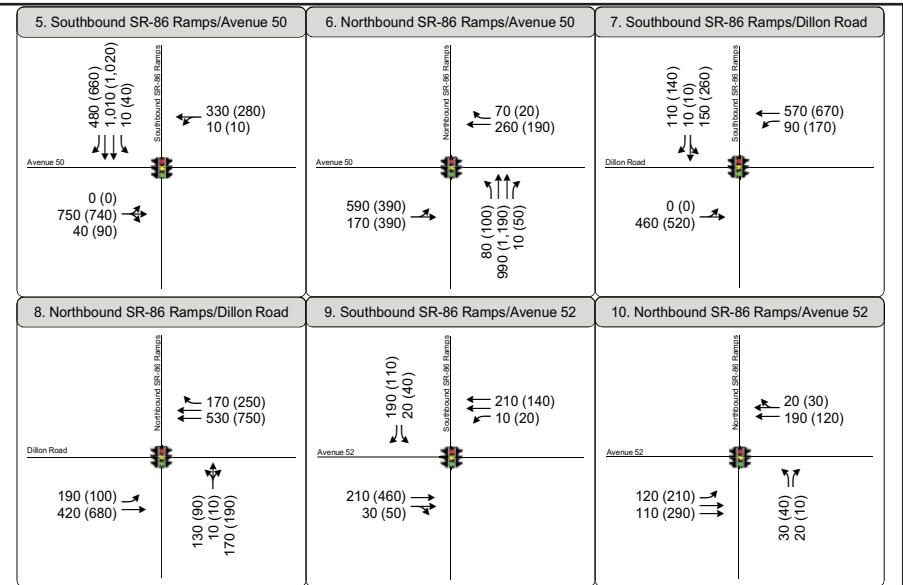 5. Southbound SR-86 Ramps/Avenue 50
480 (660)
1,010 (1,020)
10 (40)
Southbound SR-86 Ramps
330 (280)
10 (10)
Avenue 50
0 (0)
750 (740)
40 (90)
6. Northbound SR-86 Ramps/Avenue 50
Northbound SR-86 Ramps
70 (20)
260 (190)
Avenue 50
590 (390)
170 (390)
80 (100)
990 (1,190)
10 (50)
7. Southbound SR-86 Ramps/Dillon Road
110 (140)
10 (10)
150 (260)
Southbound SR-86 Ramps
570 (670)
90 (170)
Dillon Road
0 (0)
460 (520)
8. Northbound SR-86 Ramps/Dillon Road
Northbound SR-86 Ramps
170 (250)
530 (750)
Dillon Road
190 (100)
420 (680)
130 (90)
10 (10)
170 (190)
9. Southbound SR-86 Ramps/Avenue 52
190 (110)
20 (40)
Southbound SR-86 Ramps
210 (140)
10 (20)
Avenue 52
210 (460)
30 (50)
10. Northbound SR-86 Ramps/Avenue 52
Northbound SR-86 Ramps
20 (30)
190 (120)
Avenue 52
120 (210)
110 (290)
30 (40)
20 (10)